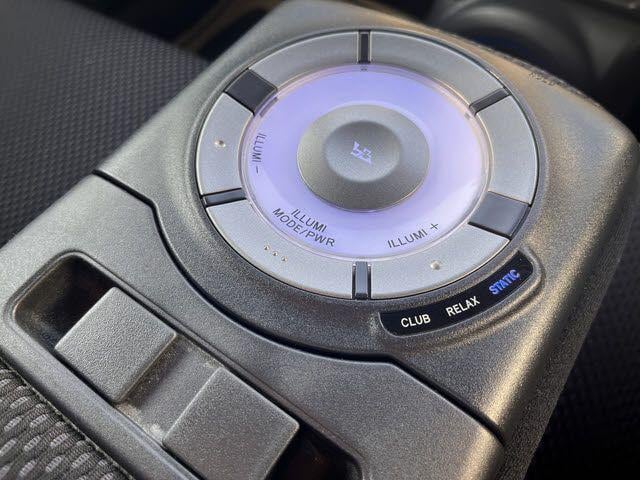 ILLUMI −
ILLUMI
MODE/PWR
ILLUMI +
CLUB RELAX STATIC